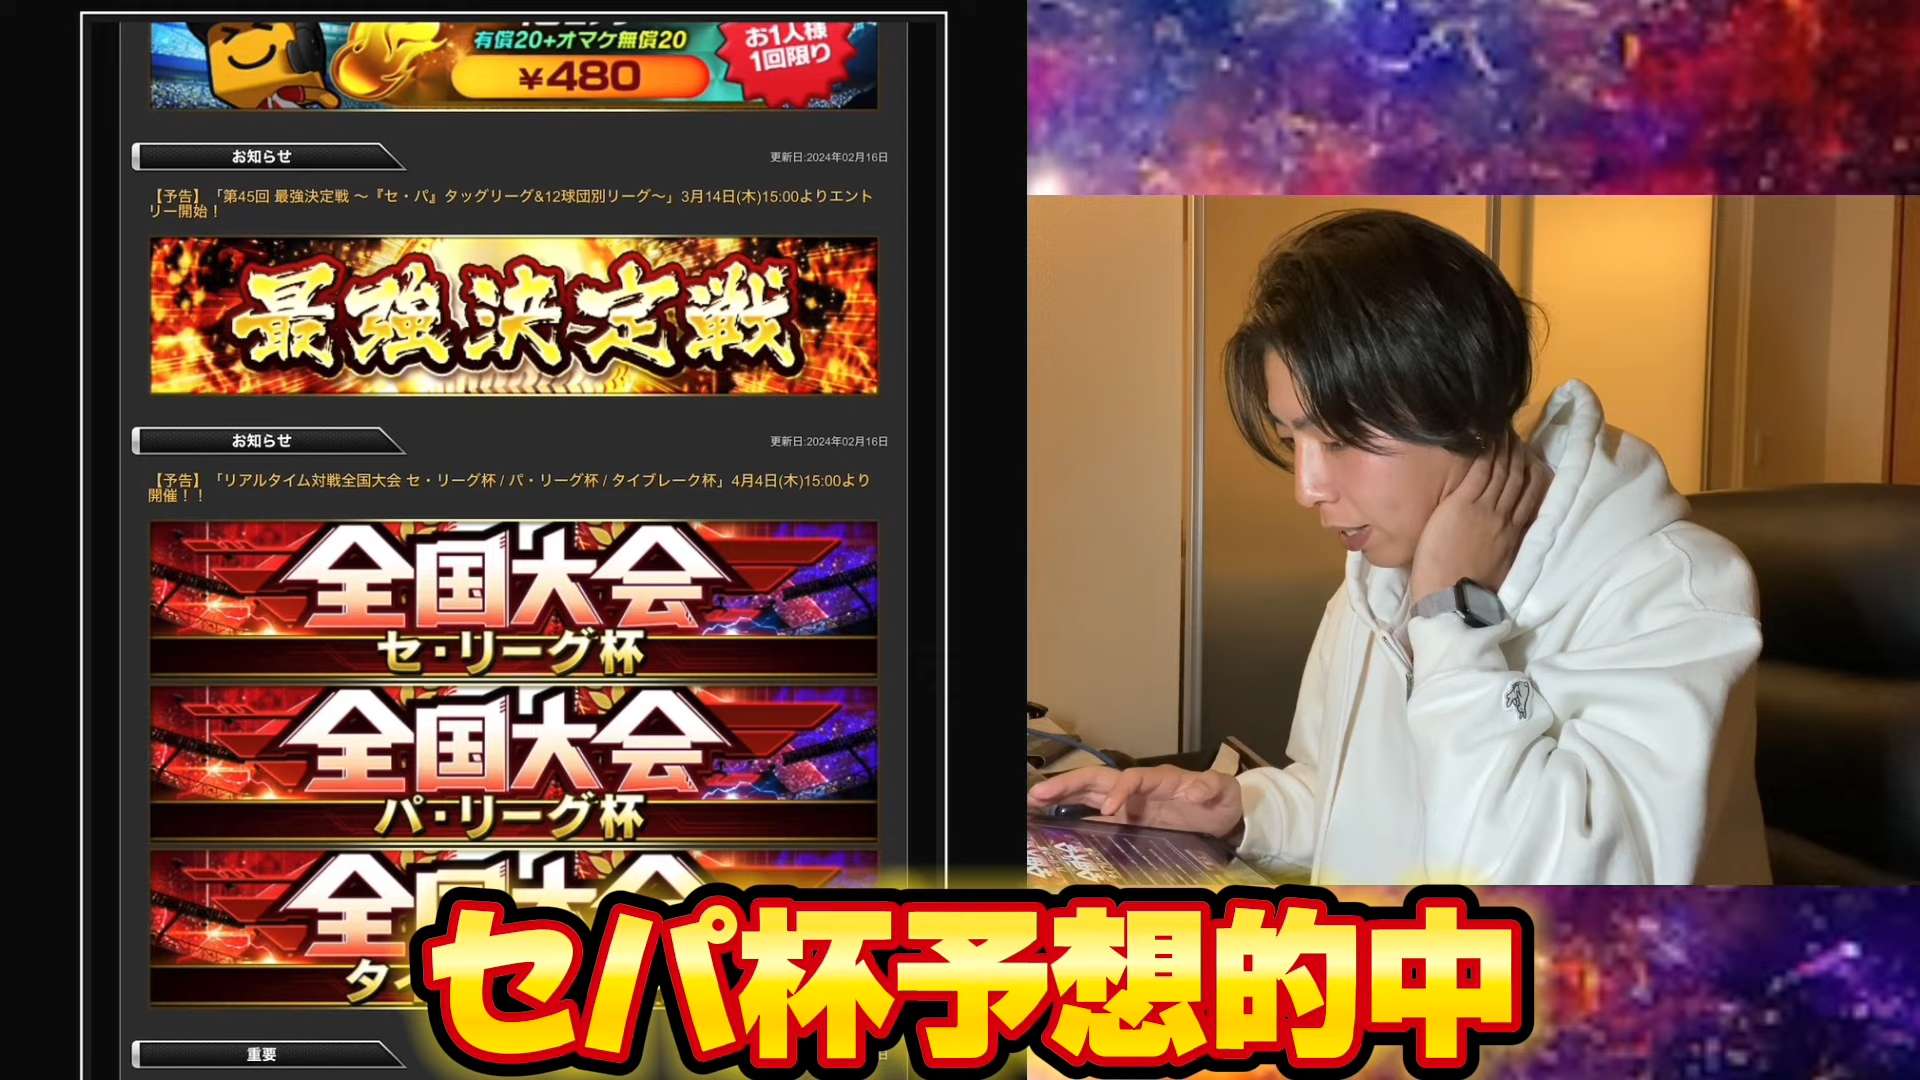 有償20+オマケ無償20
¥480
お1人様
1回限り
お知らせ
更新日:2024年02月16日
【予告】「第45回 最強決定戦 ～『セ・パ』タッグリーグ&12球団別リーグ～」3月14日(木)15:00よりエント
リー開始！
最強決定戦
お知らせ
更新日:2024年02月16日
【予告】「リアルタイム対戦全国大会 セ・リーグ杯 / パ・リーグ杯 / タイブレーク杯」4月4日(木)15:00より
開催！！
全国大会
セ・リーグ杯
全国大会
パ・リーグ杯
全国大会
タイ
セパ杯予想的中
重要
日